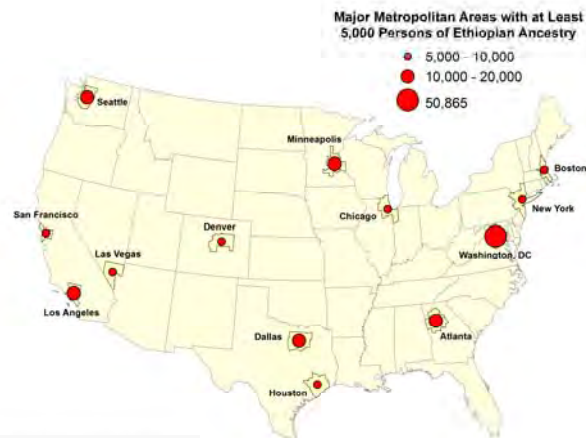 Major Metropolitan Areas with at Least
5,000 Persons of Ethiopian Ancestry
5,000 - 10,000
10,000 - 20,000
50,865
Seattle
Minneapolis
Boston
New York
Chicago
San Francisco
Denver
Washington, DC
Las Vegas
Los Angeles
Dallas
Atlanta
Houston